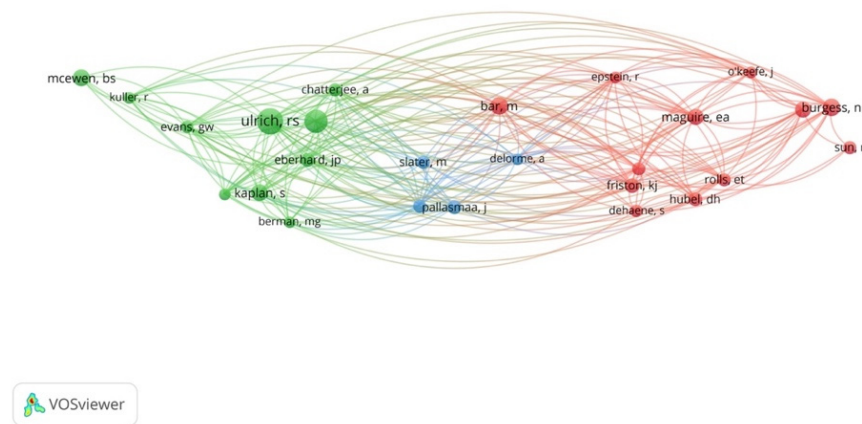 o'keefe, j
epstein, r
mcewen, bs
chatterjee, a
kuller, r
bar, m
burgess, n
maguire, ea
ulrich, rs
evans, gw
sun,
eberhard, jp
slater, m
delorme, a
rolls, et
friston, kj
kaplan, s
hubel, dh
pallasmaa, j
dehaene, s
berman, mg
VOSviewer